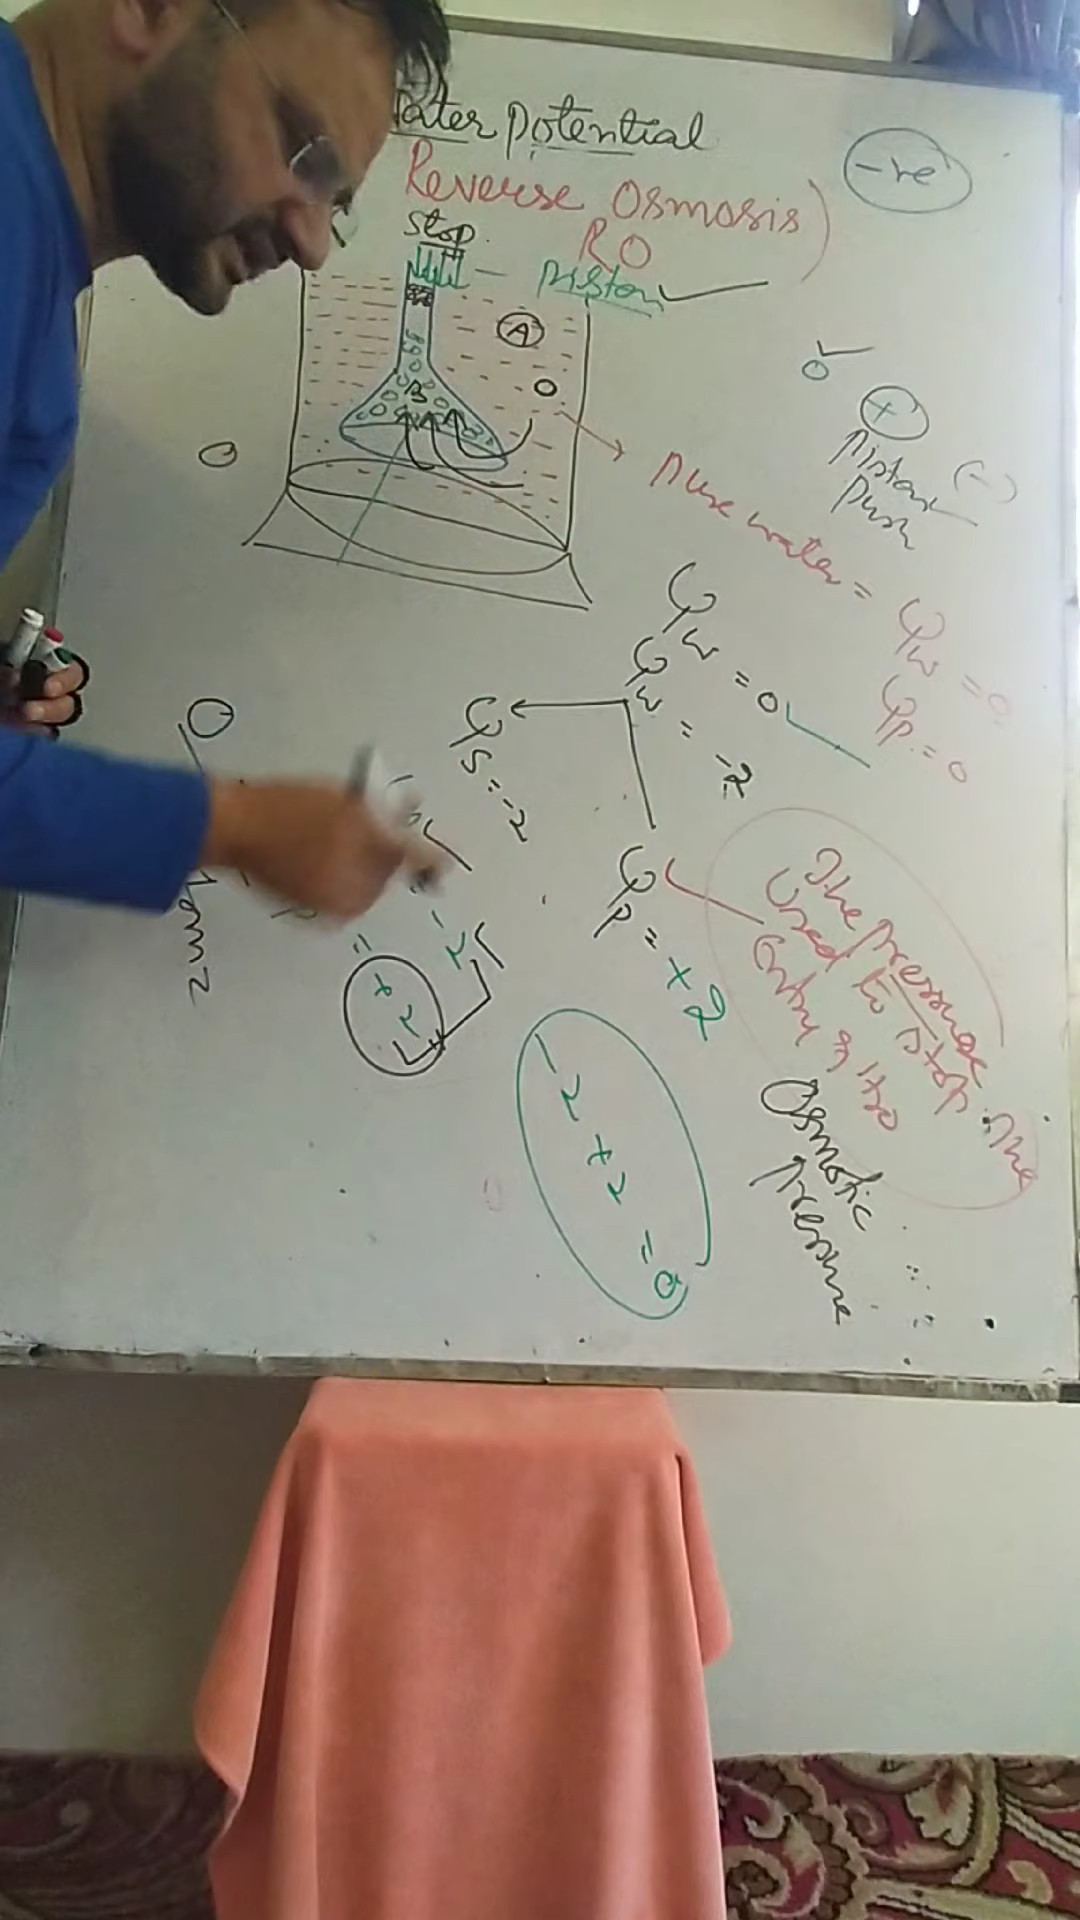 Water Potential
-ve
Reverse Osmosis)
RO
Stop
Piston
A
B
O
O
+
Piston (-)
Push
pure water = Ψw = 0
Ψp = 0
Ψw = 0
Ψw = -2
Ψs = -2
Ψp = +2
-2
= +2
-2+2=0
The pressure
used to stop the
Entry of H2O
Osmotic
Pressure